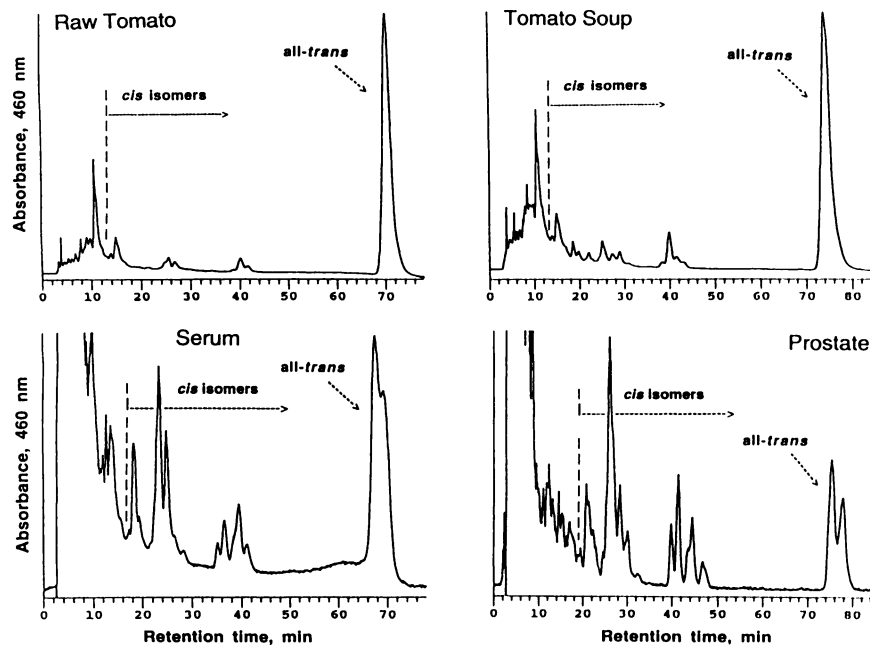 Raw Tomato
all-trans
cis isomers
Absorbance, 460 nm
0 10 20 30 40 50 60 70
Tomato Soup
all-trans
cis isomers
0 10 20 30 40 50 60 70 80
Serum
all-trans
cis isomers
Absorbance, 460 nm
0 10 20 30 40 50 60 70
Retention time, min
Prostate
cis isomers
all-trans
0 10 20 30 40 50 60 70 80
Retention time, min